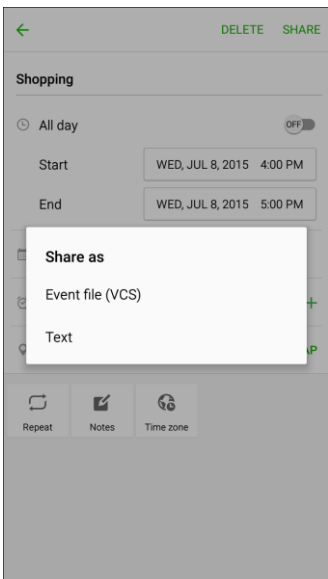 DELETE SHARE
Shopping
All day OFF
Start WED, JUL 8, 2015 4:00 PM
End WED, JUL 8, 2015 5:00 PM
Share as
Event file (VCS)
Text
Repeat Notes Time zone